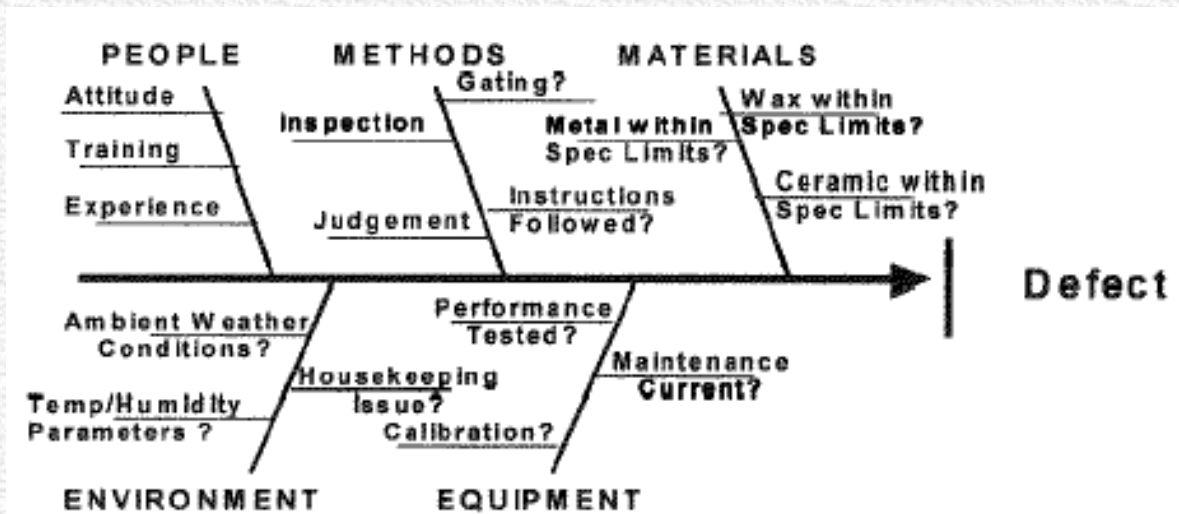 PEOPLE
METHODS
MATERIALS
Attitude
Training
Experience
Gating?
Inspection
Instructions
Followed?
Judgement
Wax within
Spec Limits?
Metal within
Spec Limits?
Ceramic within
Spec Limits?
Defect
Ambient Weather
Conditions?
Housekeeping
Issue?
Temp/Humidity
Parameters ?
Performance
Tested?
Maintenance
Current?
Calibration?
ENVIRONMENT
EQUIPMENT